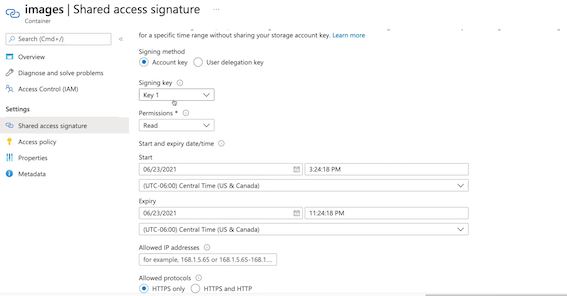 images | Shared access signature ...
Container
Search (Cmd+/)
«
Overview
Diagnose and solve problems
Access Control (IAM)
Settings
Shared access signature
Access policy
Properties
Metadata
for a specific time range without sharing your storage account key. Learn more
Signing method
Account key User delegation key
Signing key
Key 1
Permissions *
Read
Start and expiry date/time
Start
06/23/2021 3:24:18 PM
(UTC-06:00) Central Time (US & Canada)
Expiry
06/23/2021 11:24:18 PM
(UTC-06:00) Central Time (US & Canada)
Allowed IP addresses
for example, 168.1.5.65 or 168.1.5.65-168.1...
Allowed protocols
HTTPS only HTTPS and HTTP